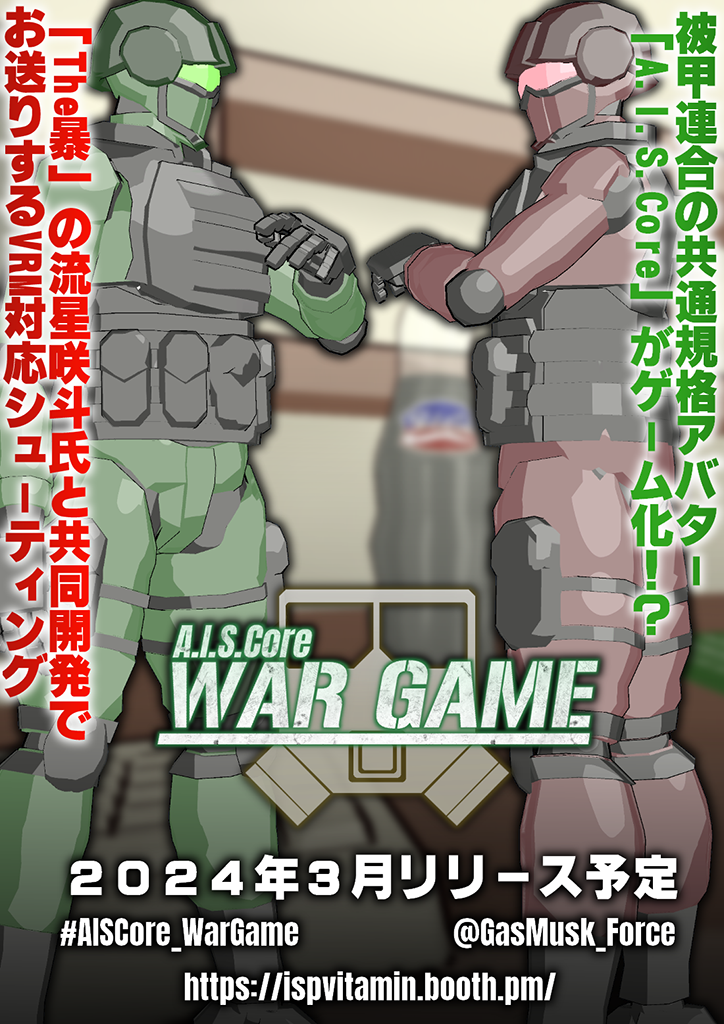 被甲連合の共通規格アバター
「A.I.S.Core」がゲーム化!?
「The暴」の流星咲斗氏と共同開発で
お送りするVRM対応シューティング
A.I.S.Core
WAR GAME
2024年3月リリース予定
#AISCore_WarGame
@GasMusk_Force
https://ispvitamin.booth.pm/